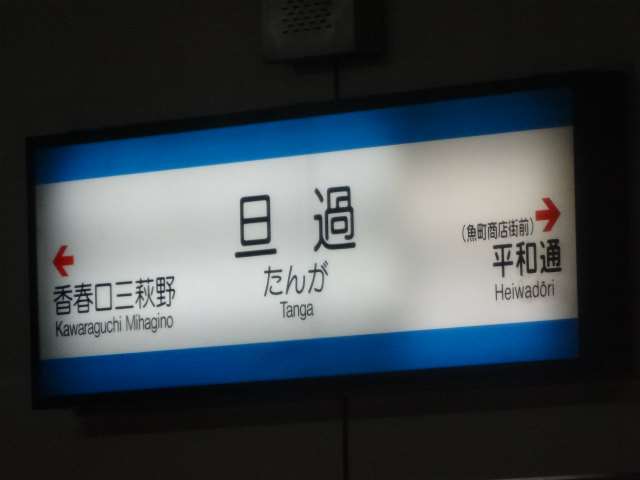 旦過
たんが
Tanga
香春口三萩野
Kawaraguchi Mihagino
(魚町商店街前)
平和通
Heiwadôri